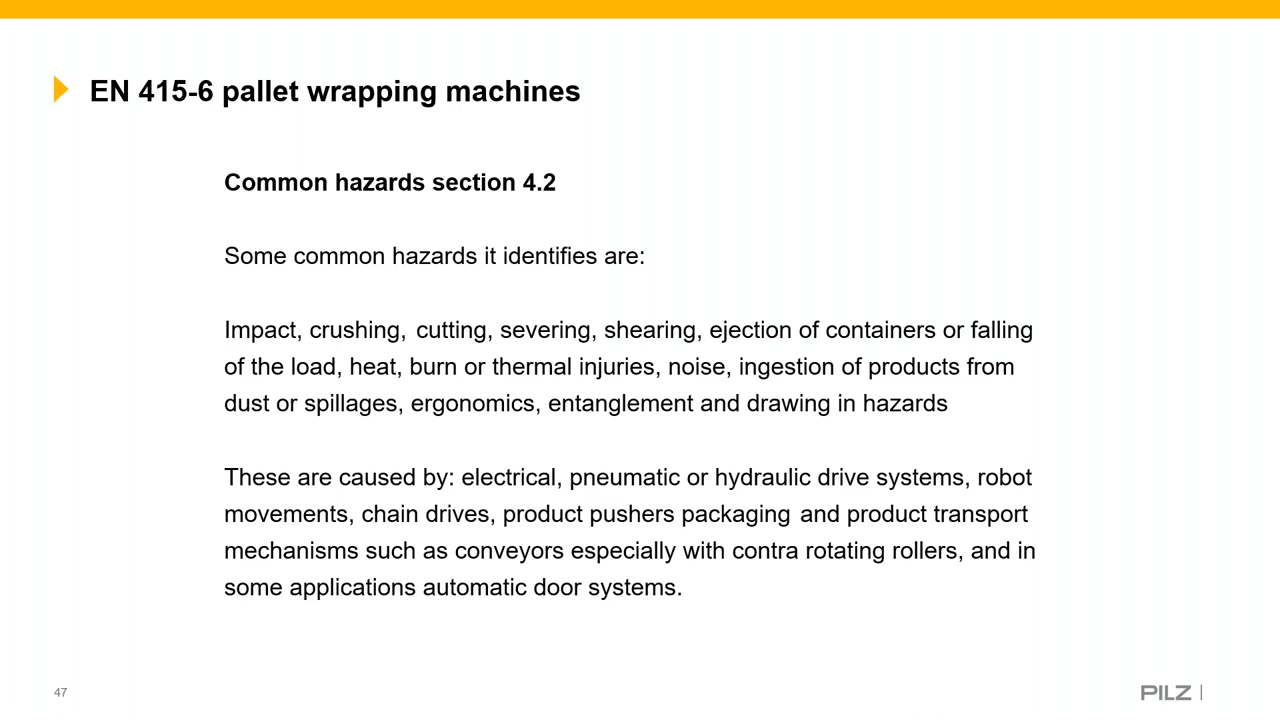 EN 415-6 pallet wrapping machines
Common hazards section 4.2
Some common hazards it identifies are:
Impact, crushing, cutting, severing, shearing, ejection of containers or falling
of the load, heat, burn or thermal injuries, noise, ingestion of products from
dust or spillages, ergonomics, entanglement and drawing in hazards
These are caused by: electrical, pneumatic or hydraulic drive systems, robot
movements, chain drives, product pushers packaging and product transport
mechanisms such as conveyors especially with contra rotating rollers, and in
some applications automatic door systems.
47
PILZ